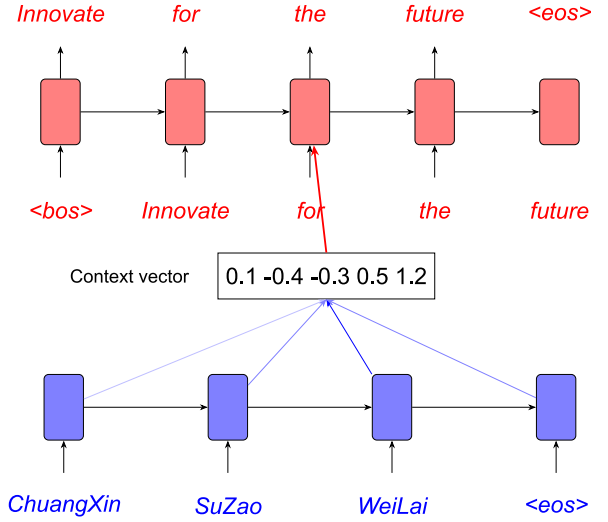 Innovate for the future <eos>
<bos> Innovate for the future
Context vector 0.1 -0.4 -0.3 0.5 1.2
ChuangXin SuZao WeiLai <eos>